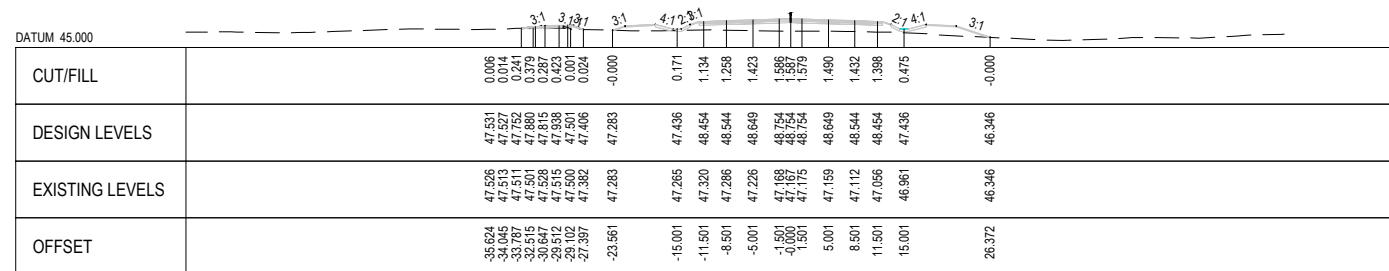 3:1 3:1 3:1 3:1 4:1 2:1 3:1 2:1 4:1 3:1
DATUM 45.000
CUT/FILL 0.006 0.014 0.241 0.379 0.287 0.423 0.001 0.024 -0.000 0.171 1.134 1.258 1.423 1.586 1.587 1.579 1.490 1.432 1.398 0.475 -0.000
DESIGN LEVELS 47.531 47.527 47.752 47.880 47.815 47.938 47.501 47.406 47.283 47.436 48.454 48.544 48.649 48.754 48.754 48.754 48.649 48.544 48.454 47.436 46.346
EXISTING LEVELS 47.526 47.513 47.511 47.501 47.528 47.515 47.500 47.382 47.283 47.265 47.320 47.286 47.226 47.168 47.167 47.175 47.159 47.112 47.056 46.961 46.346
OFFSET -35.624 -34.045 -33.787 -32.515 -30.647 -29.512 -29.102 -27.397 -23.561 -15.001 -11.501 -8.501 -5.001 -1.501 -0.000 1.501 5.001 8.501 11.501 15.001 26.372